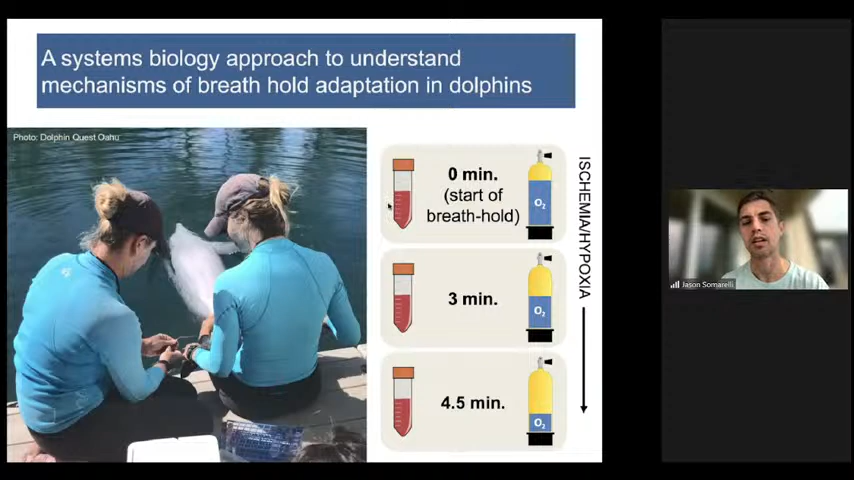 A systems biology approach to understand
mechanisms of breath hold adaptation in dolphins
Photo: Dolphin Quest Oahu
0 min.
(start of
breath-hold)
O₂
ISCHEMIA/HYPOXIA
3 min.
O₂
4.5 min.
O₂
Jason Somarelli